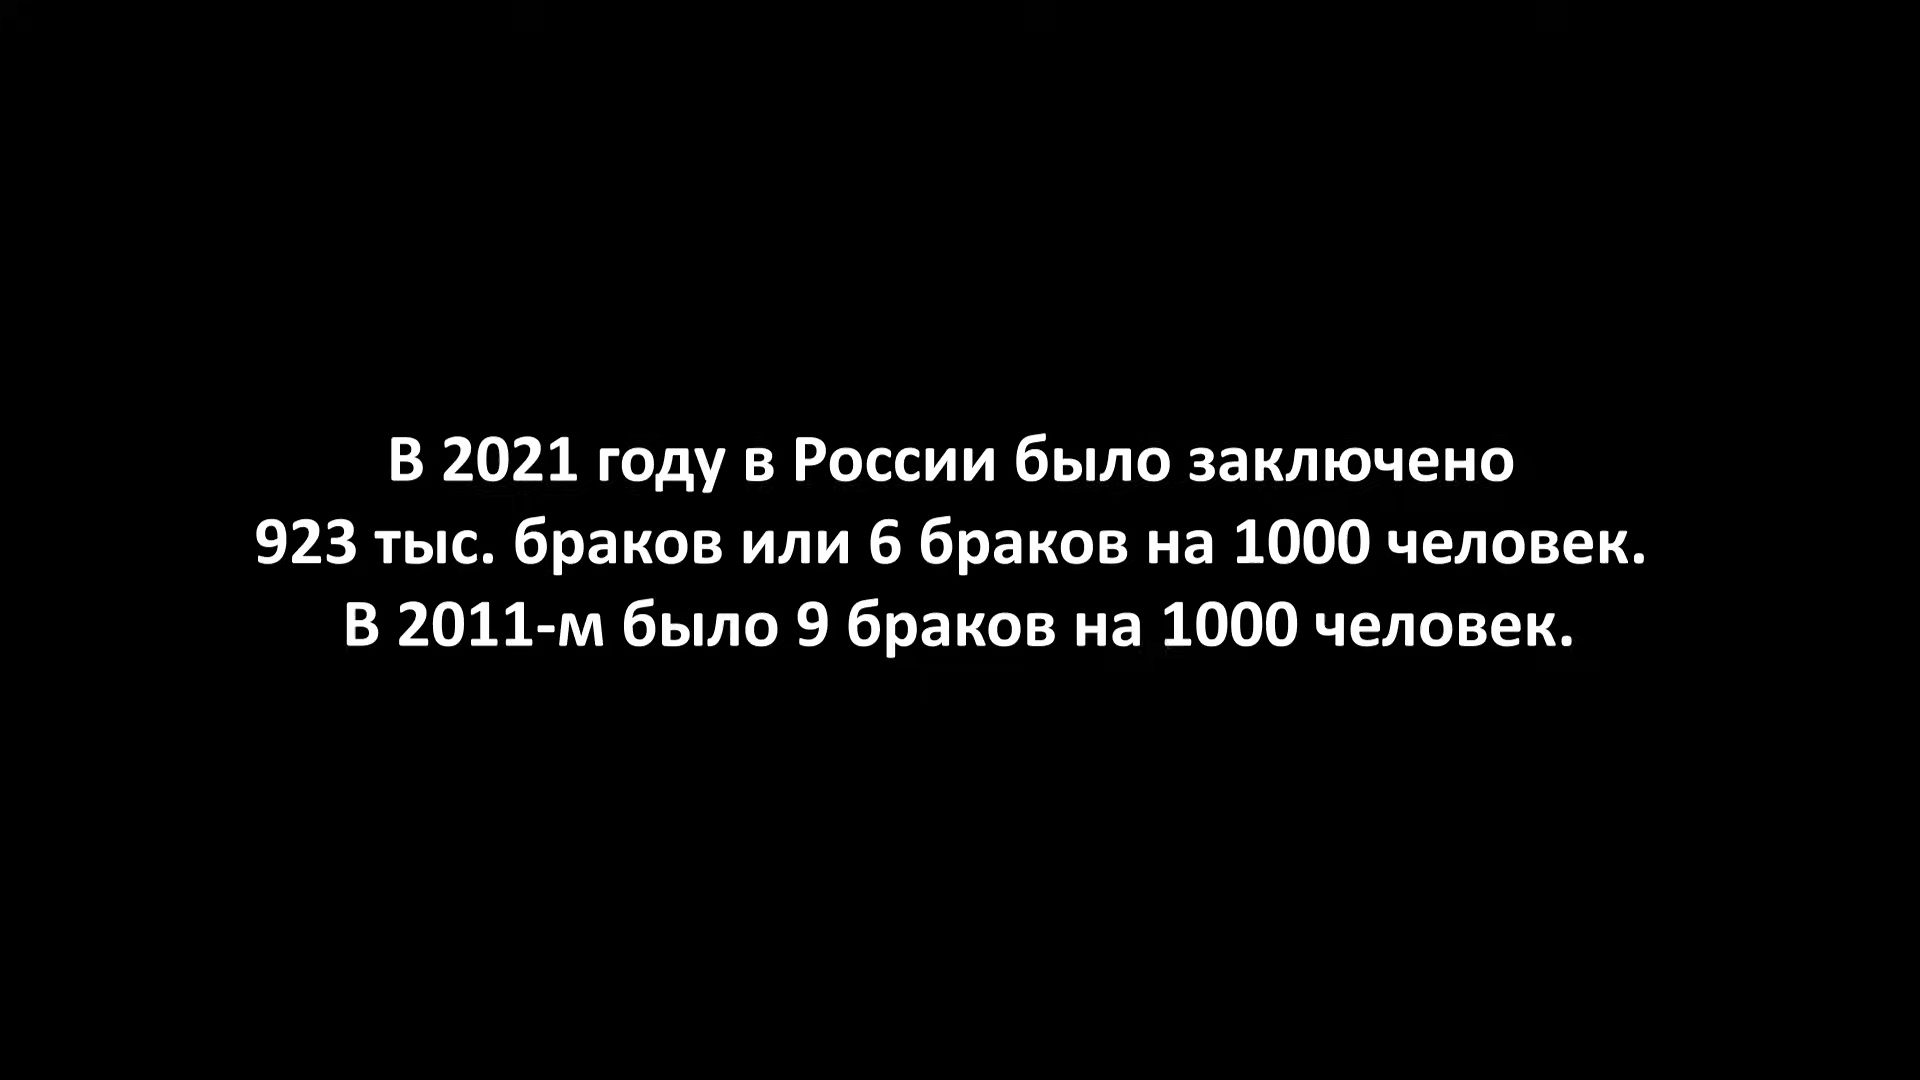 В 2021 году в России было заключено
923 тыс. браков или 6 браков на 1000 человек.
В 2011-м было 9 браков на 1000 человек.